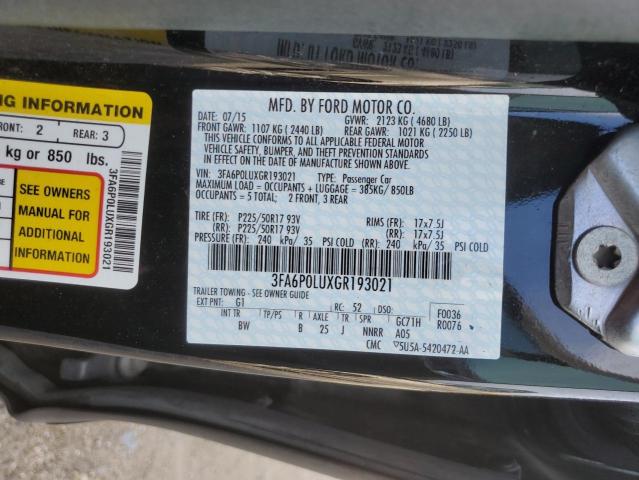 NG INFORMATION
FRONT: 2 REAR: 3
kg or 850 lbs.
SEE OWNERS
MANUAL FOR
ADDITIONAL
INFORMATION
3FA6P0LUXGR193021
MFD. BY FORD MOTOR CO.
DATE: 07/15 GVWR: 2123 KG ( 4680 LB)
FRONT GAWR: 1107 KG ( 2440 LB) REAR GAWR: 1021 KG ( 2250 LB)
THIS VEHICLE CONFORMS TO ALL APPLICABLE FEDERAL MOTOR
VEHICLE SAFETY, BUMPER, AND THEFT PREVENTION STANDARDS
IN EFFECT ON THE DATE OF MANUFACTURE SHOWN ABOVE.
VIN: 3FA6P0LUXGR193021 TYPE: Passenger Car
MAXIMUM LOAD = OCCUPANTS + LUGGAGE = 385KG/ 850LB
OCCUPANTS = 5 TOTAL; 2 FRONT, 3 REAR
TIRE (FR): P225/50R17 93V RIMS (FR): 17x7.5J
(RR): P225/50R17 93V (RR): 17x7.5J
PRESSURE (FR): 240 kPa/ 35 PSI COLD (RR): 240 kPa/ 35 PSI COLD
3FA6P0LUXGR193021
TRAILER TOWING - SEE OWNER GUIDE
EXT PNT: G1 RC: 52 DSO: F0036
INT TR TP/PS R AXLE TR SPR GC71H R0076
BW B 25 J NNRR A05
CMC ▽5U5A-5420472-AA